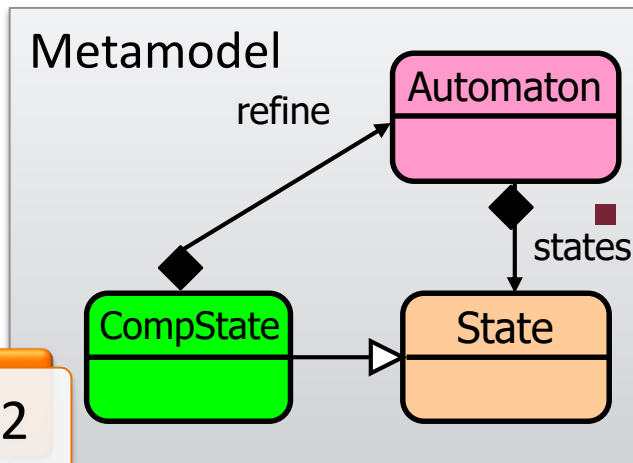 Metamodel
Automaton
refine
states
CompState
State
2